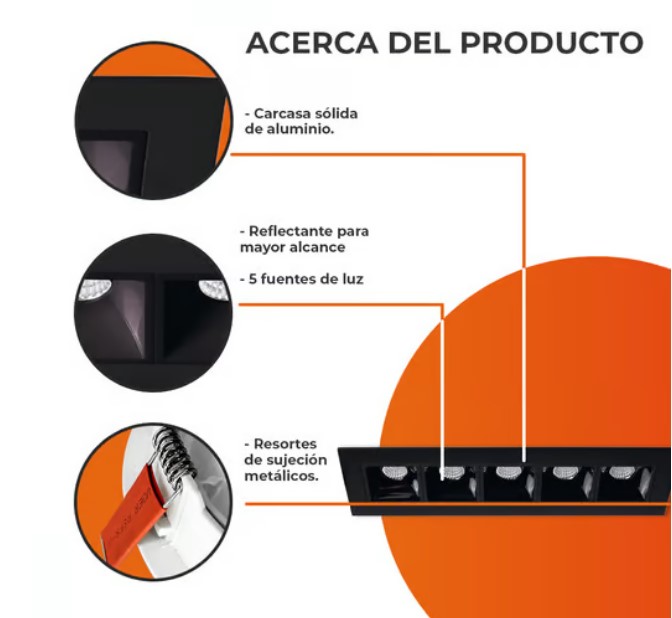 ACERCA DEL PRODUCTO
- Carcasa sólida
de aluminio.
- Reflectante para
mayor alcance
- 5 fuentes de luz
- Resortes
de sujeción
metálicos.